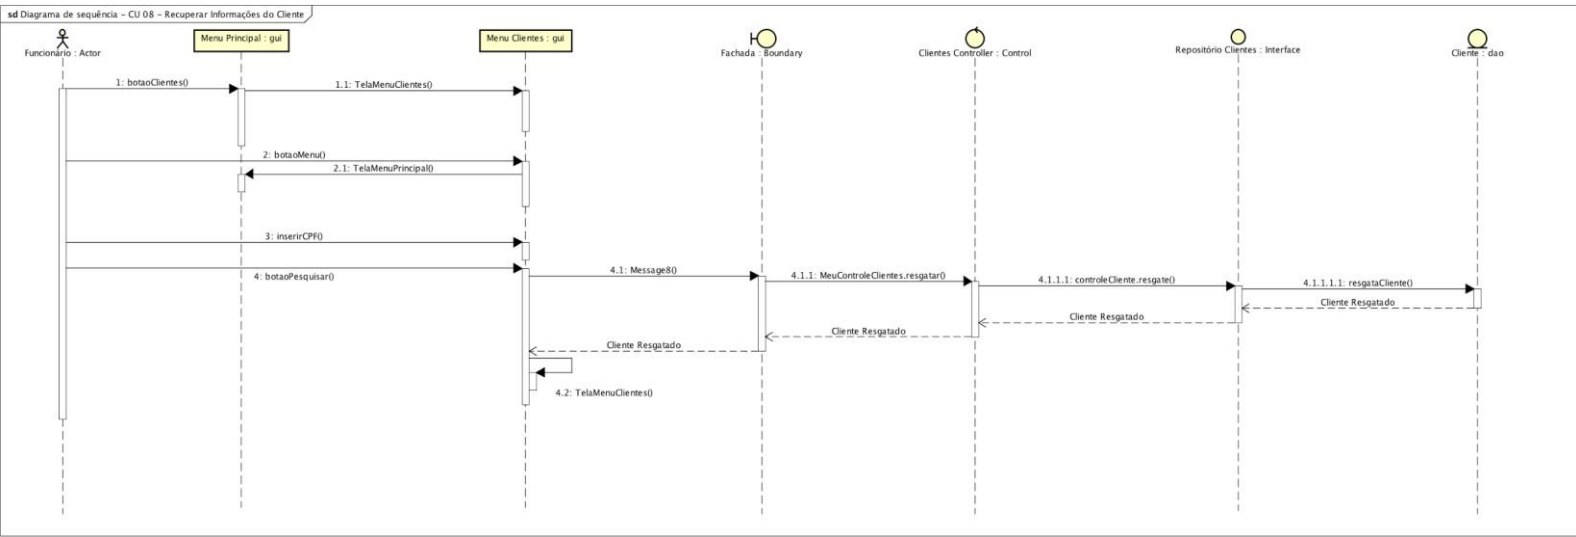 sd Diagrama de sequência - CU 08 - Recuperar Informações do Cliente
Funcionário : Actor
Menu Principal : gui
Menu Clientes : gui
Fachada : Boundary
Clientes Controller : Control
Repositório Clientes : Interface
Cliente : dao
1: botaoClientes()
1.1: TelaMenuClientes()
2: botaoMenu()
2.1: TelaMenuPrincipal()
3: inserirCPF()
4: botaoPesquisar()
4.1: Message8()
4.1.1: MeuControleClientes.resgatar()
4.1.1.1: controleCliente.resgate()
4.1.1.1.1: resgataCliente()
Cliente Resgatado
Cliente Resgatado
Cliente Resgatado
Cliente Resgatado
4.2: TelaMenuClientes()